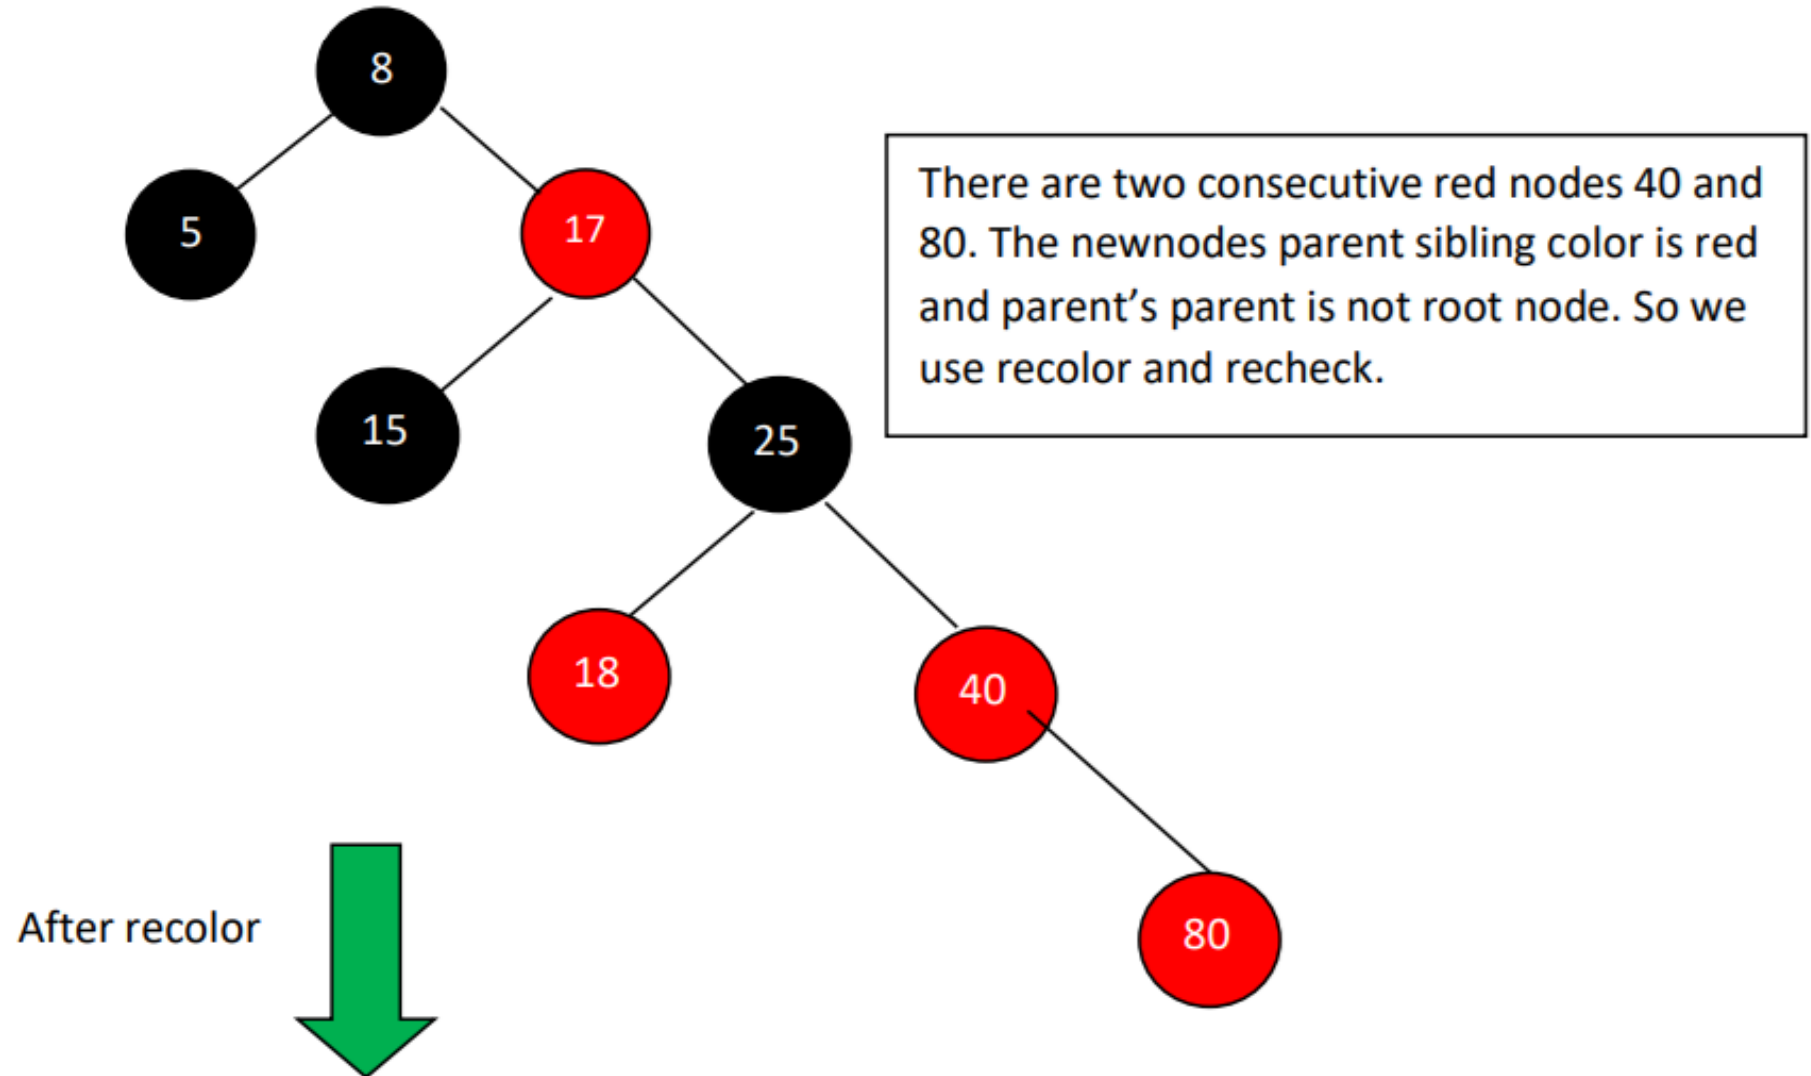 8
5
17
There are two consecutive red nodes 40 and
80. The newnodes parent sibling color is red
and parent’s parent is not root node. So we
use recolor and recheck.
15
25
18
40
After recolor
80